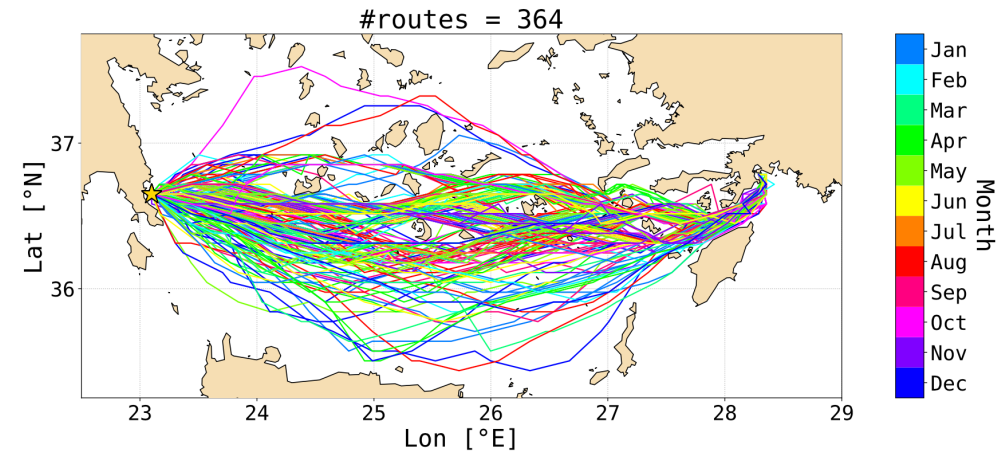 #routes = 364
Lat [°N]
37
36
23
24
25
26
27
28
29
Lon [°E]
Jan
Feb
Mar
Apr
May
Jun
Jul
Aug
Sep
Oct
Nov
Dec
Month